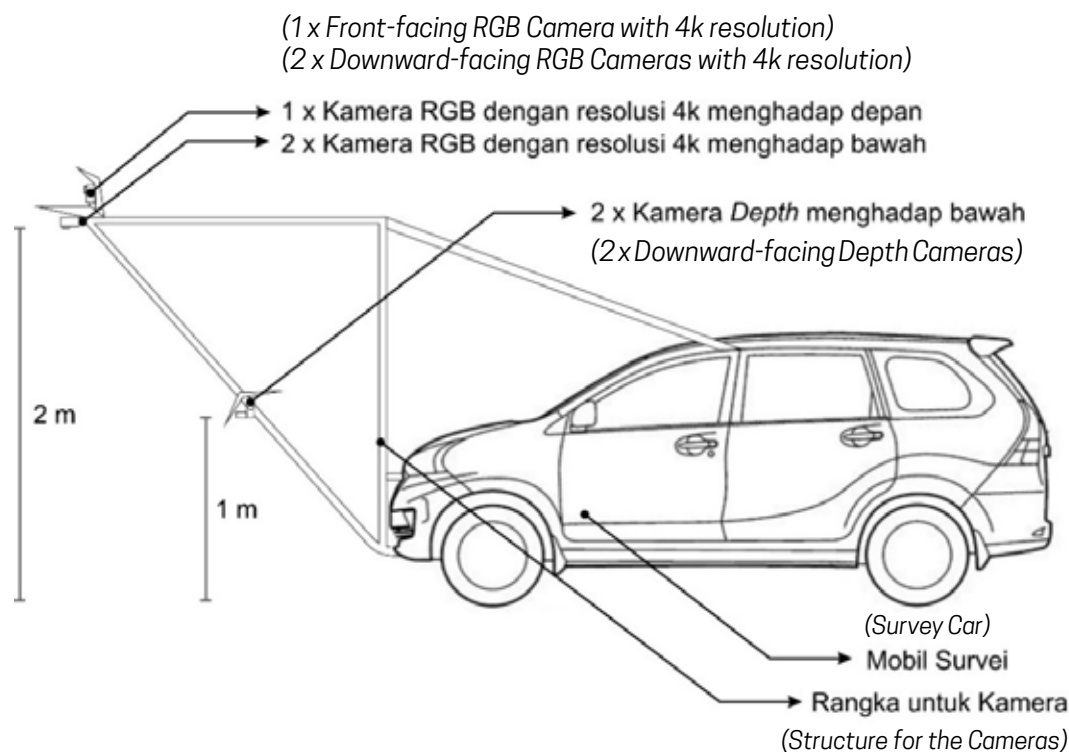 (1 x Front-facing RGB Camera with 4k resolution)
(2 x Downward-facing RGB Cameras with 4k resolution)
1 x Kamera RGB dengan resolusi 4k menghadap depan
2 x Kamera RGB dengan resolusi 4k menghadap bawah
2 x Kamera Depth menghadap bawah
(2 x Downward-facing Depth Cameras)
2 m
1 m
(Survey Car)
Mobil Survei
Rangka untuk Kamera
(Structure for the Cameras)